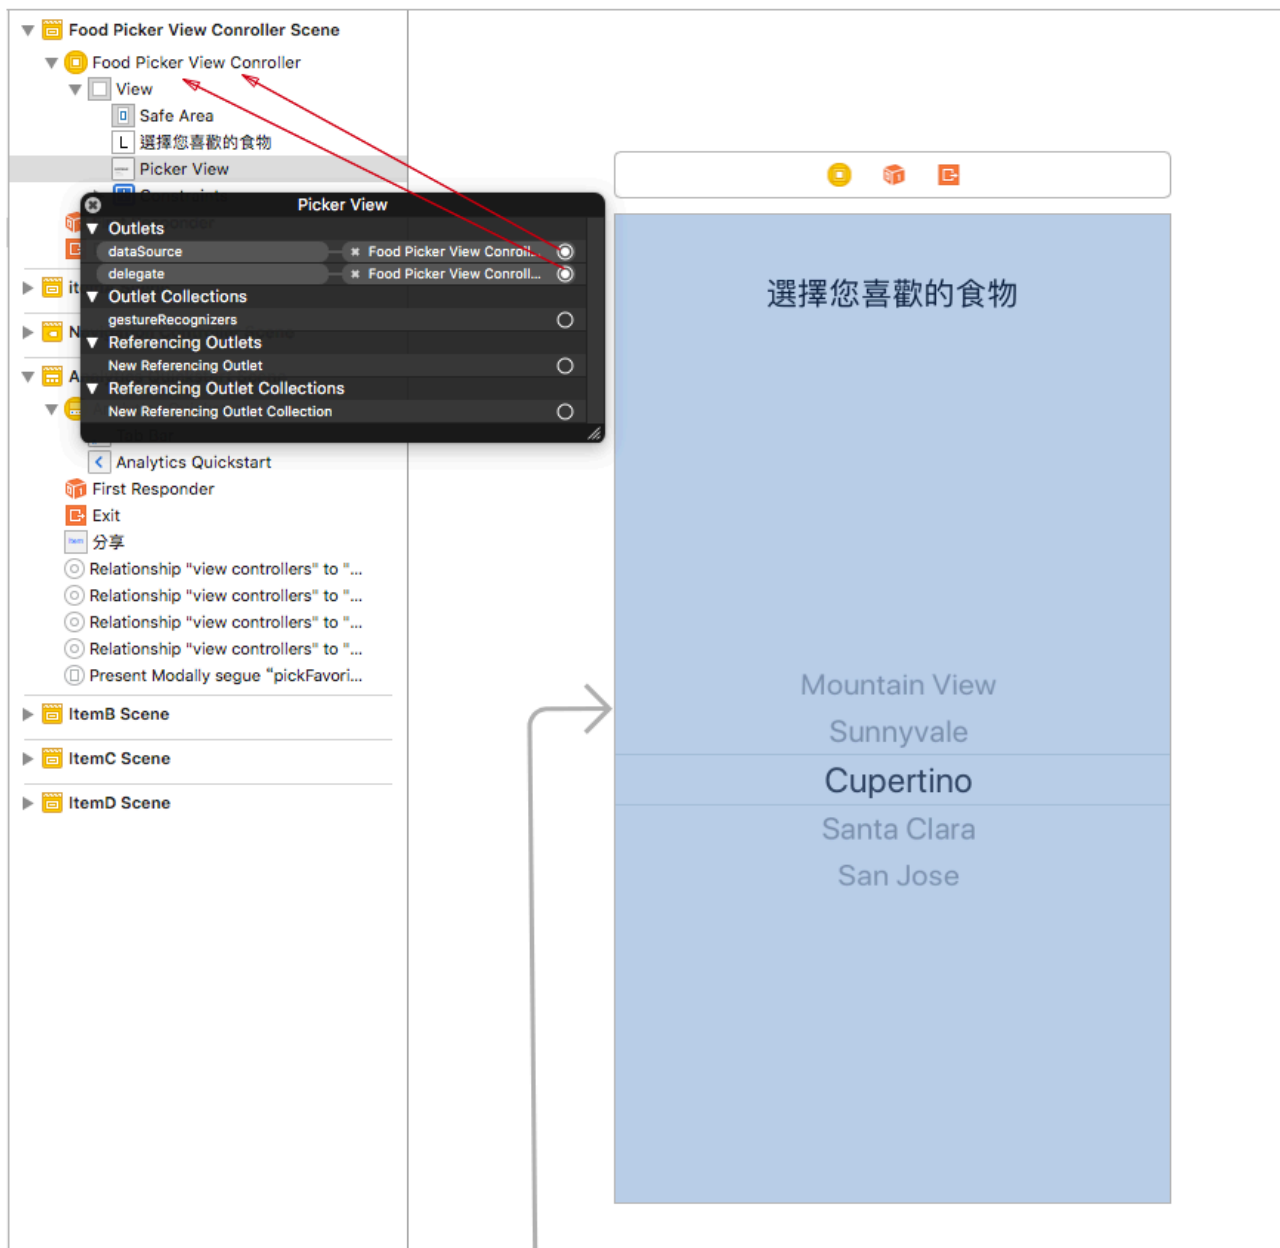 Food Picker View Conroller Scene
Food Picker View Conroller
View
Safe Area
L 選擇您喜歡的食物
Picker View
Picker View
Outlets
dataSource
Food Picker View Conroll...
delegate
Food Picker View Conroll...
Outlet Collections
gestureRecognizers
Referencing Outlets
New Referencing Outlet
Referencing Outlet Collections
New Referencing Outlet Collection
Analytics Quickstart
First Responder
Exit
分享
Relationship "view controllers" to "...
Relationship "view controllers" to "...
Relationship "view controllers" to "...
Relationship "view controllers" to "...
Present Modally segue "pickFavori...
ItemB Scene
ItemC Scene
ItemD Scene
選擇您喜歡的食物
Mountain View
Sunnyvale
Cupertino
Santa Clara
San Jose